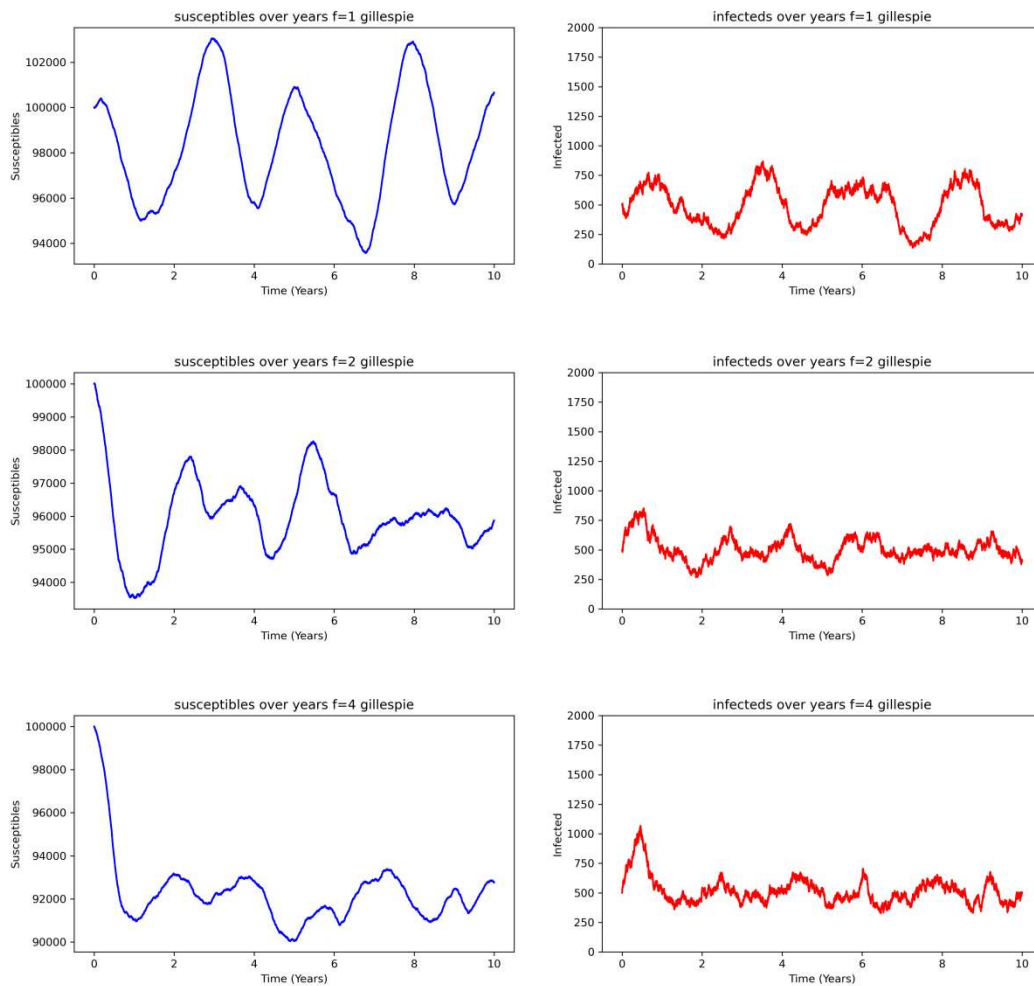 susceptibles over years f=1 gillespie
102000
100000
98000
96000
94000
Susceptibles
0 2 4 6 8 10
Time (Years)
infecteds over years f=1 gillespie
2000
1750
1500
1250
1000
750
500
250
0
Infected
0 2 4 6 8 10
Time (Years)
susceptibles over years f=2 gillespie
100000
99000
98000
97000
96000
95000
94000
Susceptibles
0 2 4 6 8 10
Time (Years)
infecteds over years f=2 gillespie
2000
1750
1500
1250
1000
750
500
250
0
Infected
0 2 4 6 8 10
Time (Years)
susceptibles over years f=4 gillespie
100000
98000
96000
94000
92000
90000
Susceptibles
0 2 4 6 8 10
Time (Years)
infecteds over years f=4 gillespie
2000
1750
1500
1250
1000
750
500
250
0
Infected
0 2 4 6 8 10
Time (Years)